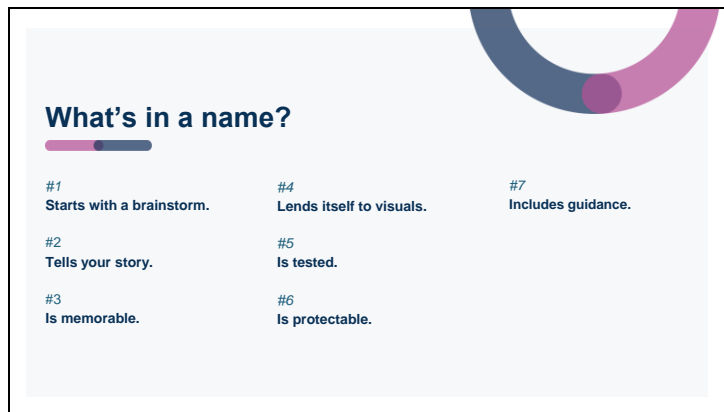 What’s in a name?
#1
Starts with a brainstorm.
#2
Tells your story.
#3
Is memorable.
#4
Lends itself to visuals.
#5
Is tested.
#6
Is protectable.
#7
Includes guidance.